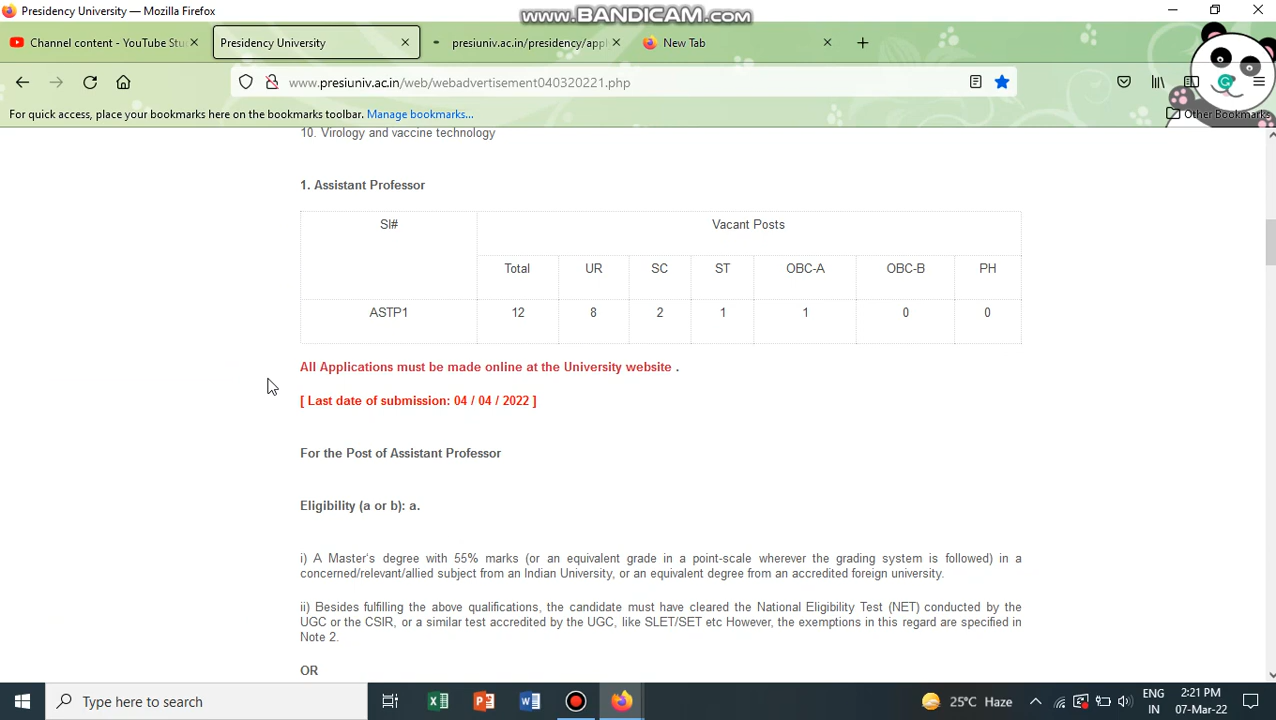 Presidency University — Mozilla Firefox
www.BANDICAM.com
Channel content - YouTube Stu
Presidency University
presiuniv.ac.in/presidency/appl
New Tab
www.presiuniv.ac.in/web/webadvertisement040320221.php
For quick access, place your bookmarks here on the bookmarks toolbar. Manage bookmarks...
Other Bookmarks
10. Virology and vaccine technology
1. Assistant Professor
Sl# Vacant Posts
Total UR SC ST OBC-A OBC-B PH
ASTP1 12 8 2 1 1 0 0
All Applications must be made online at the University website .
[ Last date of submission: 04 / 04 / 2022 ]
For the Post of Assistant Professor
Eligibility (a or b): a.
i) A Master's degree with 55% marks (or an equivalent grade in a point-scale wherever the grading system is followed) in a
concerned/relevant/allied subject from an Indian University, or an equivalent degree from an accredited foreign university.
ii) Besides fulfilling the above qualifications, the candidate must have cleared the National Eligibility Test (NET) conducted by the
UGC or the CSIR, or a similar test accredited by the UGC, like SLET/SET etc However, the exemptions in this regard are specified in
Note 2.
OR
Type here to search
25°C Haze
ENG
IN
2:21 PM
07-Mar-22